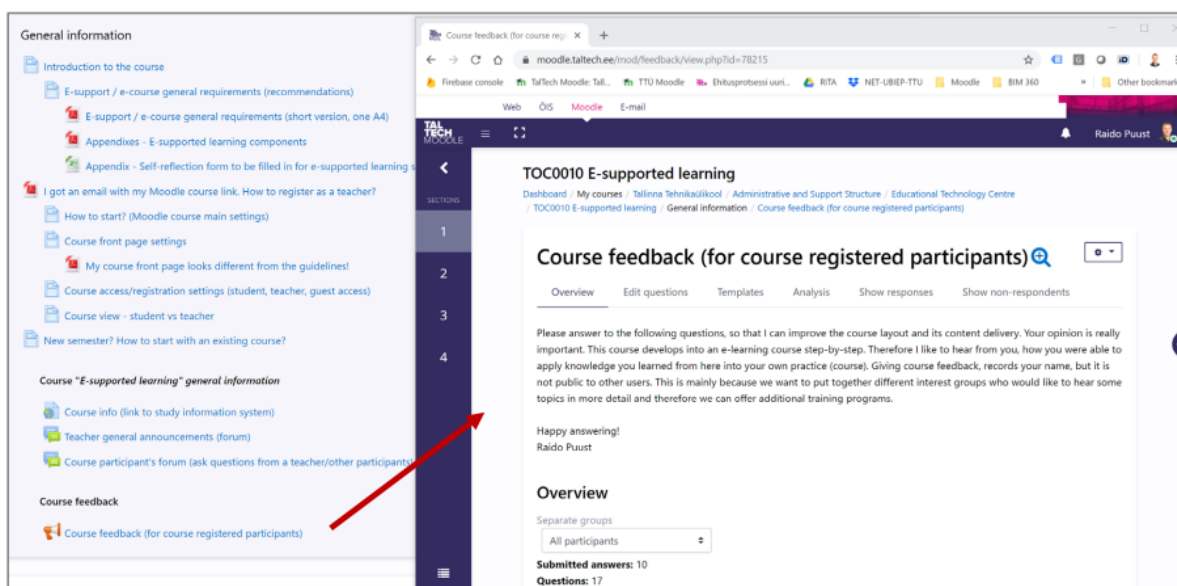 General information
Introduction to the course
E-support / e-course general requirements (recommendations)
E-support / e-course general requirements (short version, one A4)
Appendixes - E-supported learning components
Appendix - Self-reflection form to be filled in for e-supported learning s
I got an email with my Moodle course link. How to register as a teacher?
How to start? (Moodle course main settings)
Course front page settings
My course front page looks different from the guidelines!
Course access/registration settings (student, teacher, guest access)
Course view - student vs teacher
New semester? How to start with an existing course?
Course "E-supported learning" general information
Course info (link to study information system)
Teacher general announcements (forum)
Course participant's forum (ask questions from a teacher/other participants)
Course feedback
Course feedback (for course registered participants)
Course feedback (for course regi
moodle.taltech.ee/mod/feedback/view.php?id=78215
Firebase console TalTech Moodle: Tall... TTÜ Moodle Ehitusprotsessi uuri... RITA NET-UBIEP-TTU Moodle BIM 360 » Other bookmark
Web ÕIS Moodle E-mail
TAL
TECH
MOODLE
Raido Puust
SECTIONS
1
2
3
4
TOC0010 E-supported learning
Dashboard / My courses / Tallinna Tehnikaülikool / Administrative and Support Structure / Educational Technology Centre
/ TOC0010 E-supported learning / General information / Course feedback (for course registered participants)
Course feedback (for course registered participants)
Overview Edit questions Templates Analysis Show responses Show non-respondents
Please answer to the following questions, so that I can improve the course layout and its content delivery. Your opinion is really
important. This course develops into an e-learning course step-by-step. Therefore I like to hear from you, how you were able to
apply knowledge you learned from here into your own practice (course). Giving course feedback, records your name, but it is
not public to other users. This is mainly because we want to put together different interest groups who would like to hear some
topics in more detail and therefore we can offer additional training programs.
Happy answering!
Raido Puust
Overview
Separate groups
All participants
Submitted answers: 10
Questions: 17